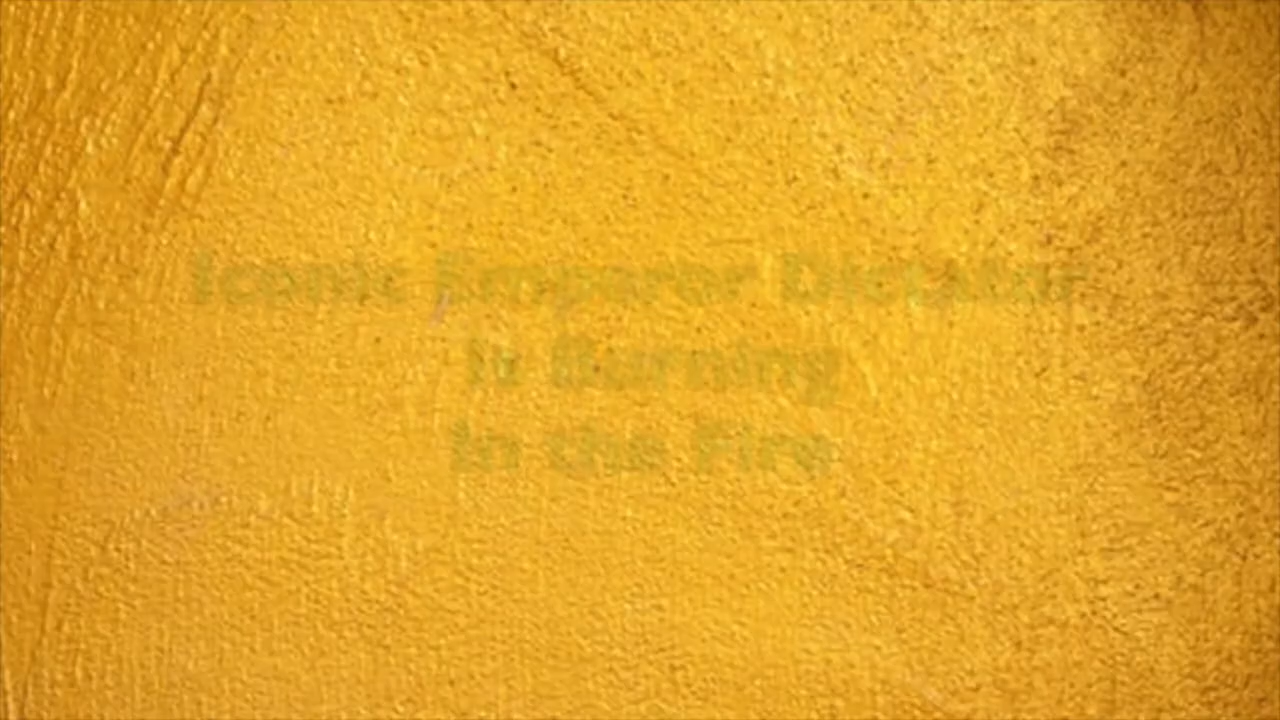 Iconic Emperor Dictator
Is Burning
In the Fire